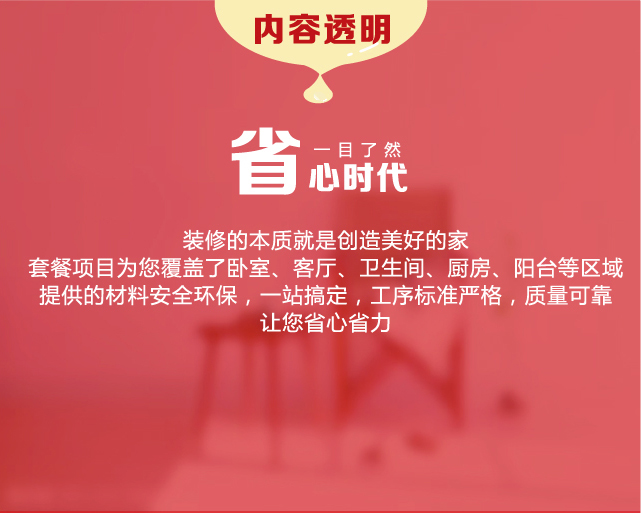 内容透明
省 一目了然
心时代
装修的本质就是创造美好的家
套餐项目为您覆盖了卧室、客厅、卫生间、厨房、阳台等区域
提供的材料安全环保，一站搞定，工序标准严格，质量可靠
让您省心省力